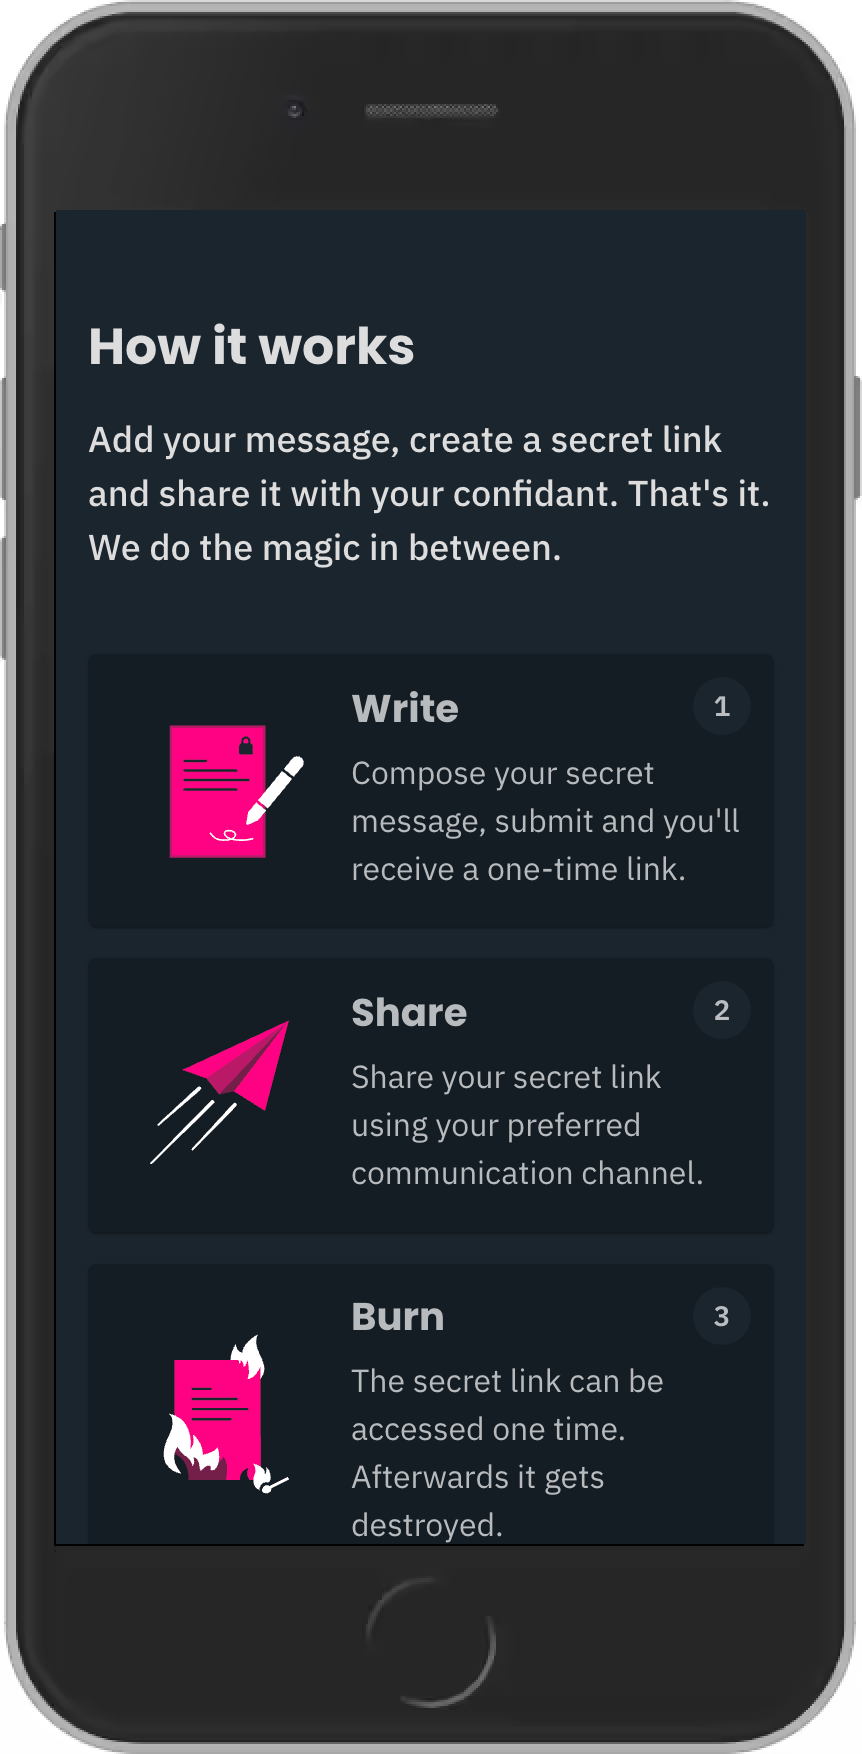 How it works
Add your message, create a secret link
and share it with your confidant. That's it.
We do the magic in between.
Write
1
Compose your secret
message, submit and you'll
receive a one-time link.
Share
2
Share your secret link
using your preferred
communication channel.
Burn
3
The secret link can be
accessed one time.
Afterwards it gets
destroyed.